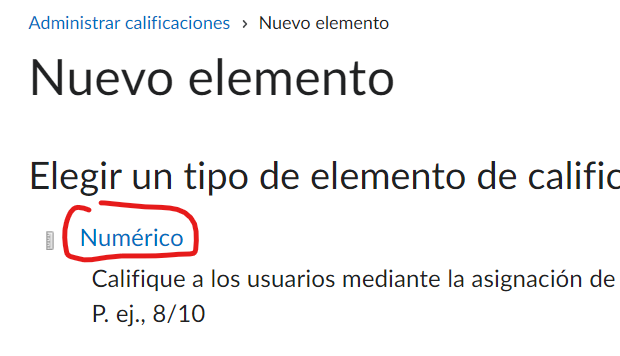 Administrar calificaciones › Nuevo elemento
Nuevo elemento
Elegir un tipo de elemento de calific
Numérico
Califique a los usuarios mediante la asignación de
P. ej., 8/10